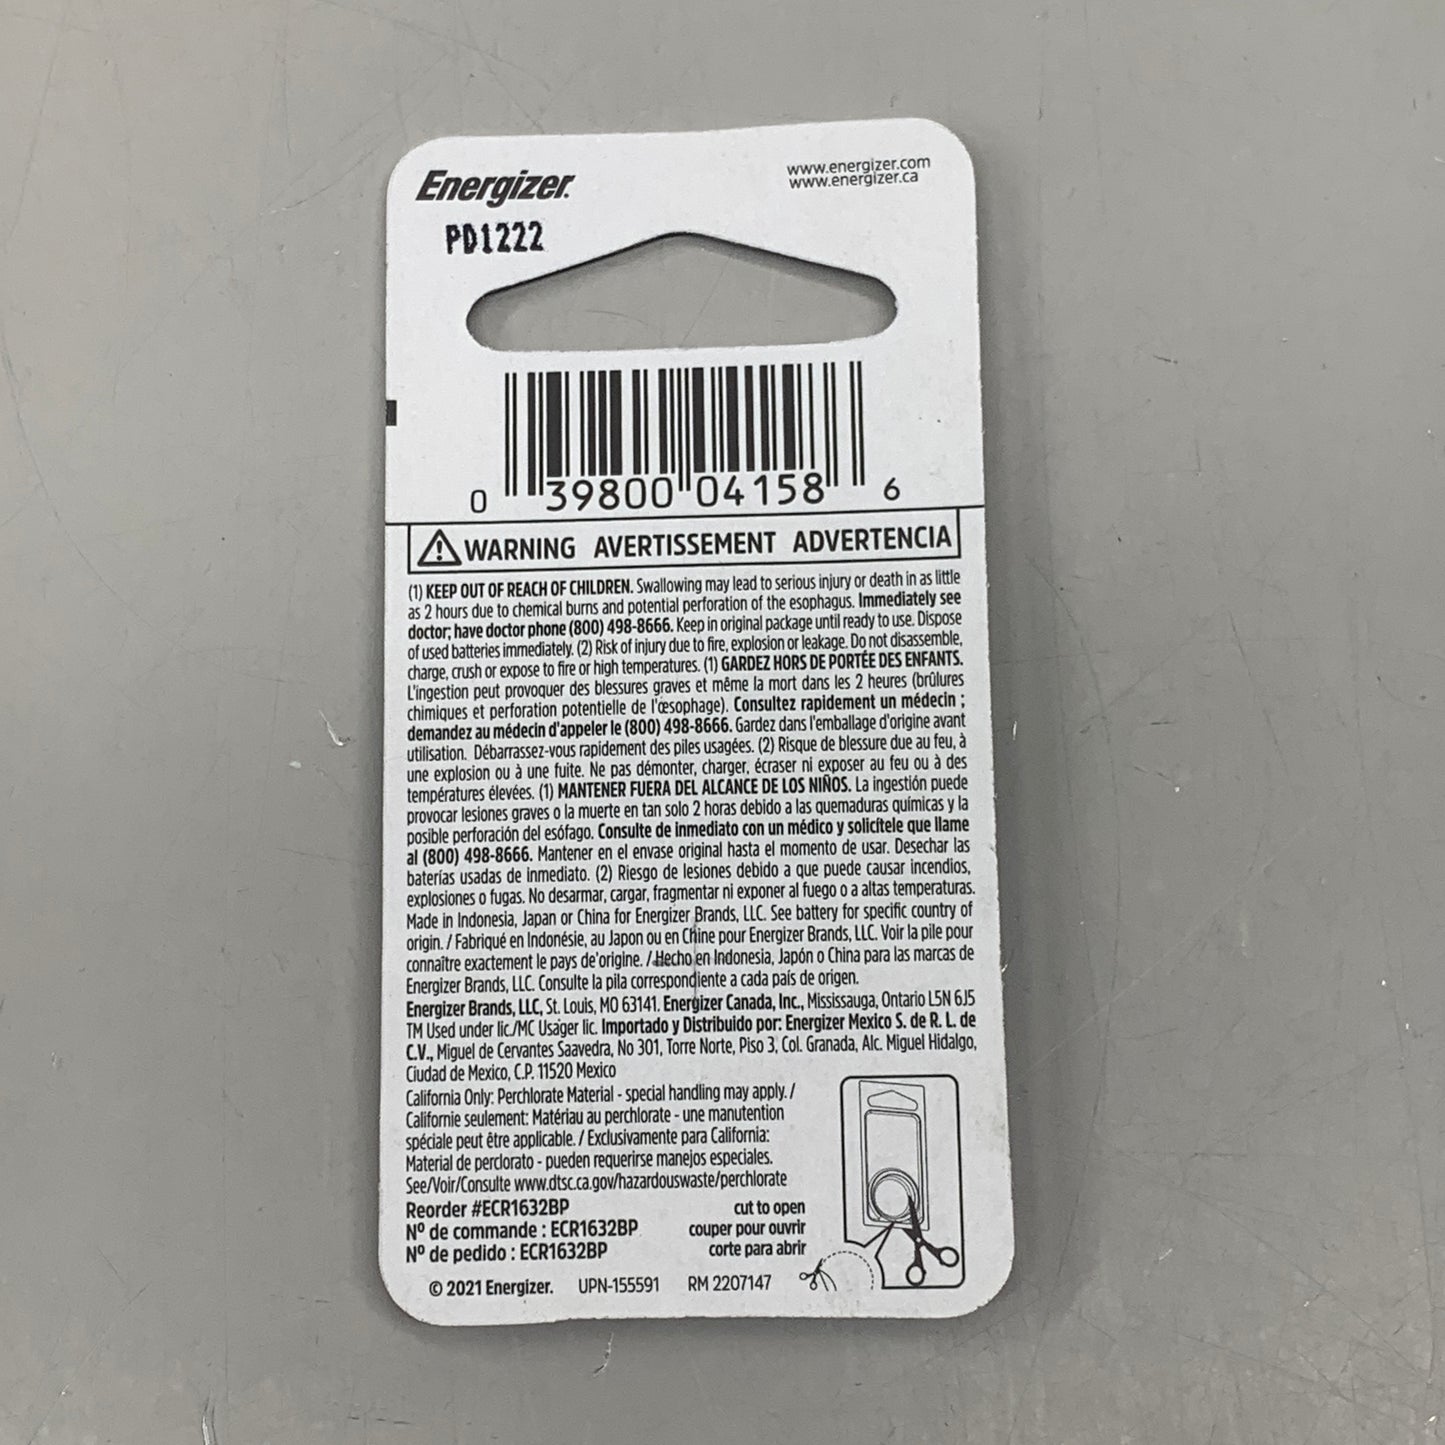 Energizer.
www.energizer.com
www.energizer.ca
PD1222
0 39800 04158 6
WARNING AVERTISSEMENT ADVERTENCIA
(1) KEEP OUT OF REACH OF CHILDREN. Swallowing may lead to serious injury or death in as little
as 2 hours due to chemical burns and potential perforation of the esophagus. Immediately see
doctor; have doctor phone (800) 498-8666. Keep in original package until ready to use. Dispose
of used batteries immediately. (2) Risk of injury due to fire, explosion or leakage. Do not disassemble,
charge, crush or expose to fire or high temperatures. (1) GARDEZ HORS DE PORTÉE DES ENFANTS.
L'ingestion peut provoquer des blessures graves et même la mort dans les 2 heures (brûlures
chimiques et perforation potentielle de l'œsophage). Consultez rapidement un médecin ;
demandez au médecin d'appeler le (800) 498-8666. Gardez dans l'emballage d'origine avant
utilisation. Débarrassez-vous rapidement des piles usagées. (2) Risque de blessure due au feu, à
une explosion ou à une fuite. Ne pas démonter, charger, écraser ni exposer au feu ou à des
températures élevées. (1) MANTENER FUERA DEL ALCANCE DE LOS NIÑOS. La ingestión puede
provocar lesiones graves o la muerte en tan solo 2 horas debido a las quemaduras químicas y la
posible perforación del esófago. Consulte de inmediato con un médico y solicítele que llame
al (800) 498-8666. Mantener en el envase original hasta el momento de usar. Desechar las
baterías usadas de inmediato. (2) Riesgo de lesiones debido a que puede causar incendios,
explosiones o fugas. No desarmar, cargar, fragmentar ni exponer al fuego o a altas temperaturas.
Made in Indonesia, Japan or China for Energizer Brands, LLC. See battery for specific country of
origin. / Fabriqué en Indonésie, au Japon ou en Chine pour Energizer Brands, LLC. Voir la pile pour
connaître exactement le pays de'origine. / Hecho en Indonesia, Japón o China para las marcas de
Energizer Brands, LLC. Consulte la pila correspondiente a cada país de origen.
Energizer Brands, LLC, St. Louis, MO 63141. Energizer Canada, Inc., Mississauga, Ontario L5N 6J5
TM Used under lic./MC Usager lic. Importado y Distribuido por: Energizer Mexico S. de R. L. de
C.V., Miguel de Cervantes Saavedra, No 301, Torre Norte, Piso 3, Col. Granada, Alc. Miguel Hidalgo,
Ciudad de Mexico, C.P. 11520 Mexico
California Only: Perchlorate Material - special handling may apply. /
Californie seulement: Matériau au perchlorate - une manutention
spéciale peut être applicable. / Exclusivamente para California:
Material de perclorato - pueden requerirse manejos especiales.
See/Voir/Consulte www.dtsc.ca.gov/hazardouswaste/perchlorate
Reorder #ECR1632BP
Nº de commande : ECR1632BP
Nº de pedido : ECR1632BP
cut to open
couper pour ouvrir
corte para abrir
© 2021 Energizer. UPN-155591 RM 2207147